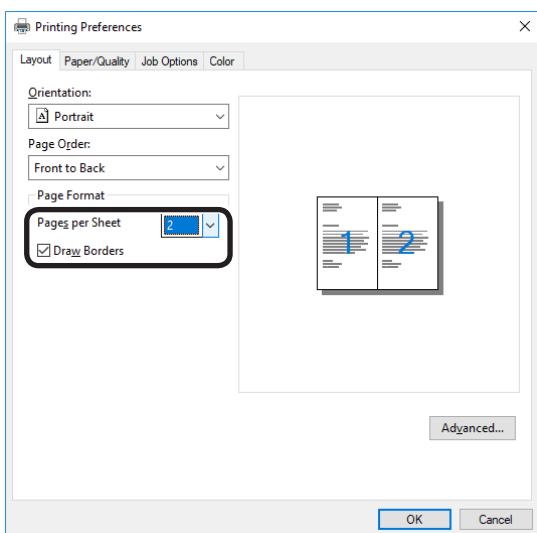 Printing Preferences
Layout Paper/Quality Job Options Color
Orientation:
Portrait
Page Order:
Front to Back
Page Format
Pages per Sheet 2
Draw Borders
1 2
Advanced...
OK Cancel